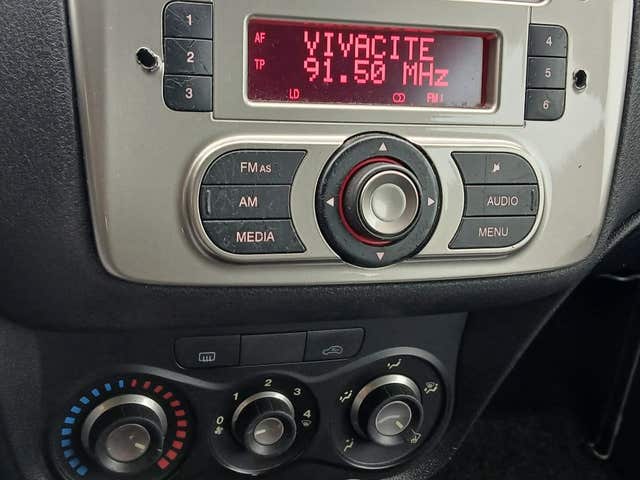 1
2
3
AF VIVACITE
TP 91.50 MHz
LD FM1
4
5
6
FM AS
AM
MEDIA
AUDIO
MENU
0 1 2 3 4